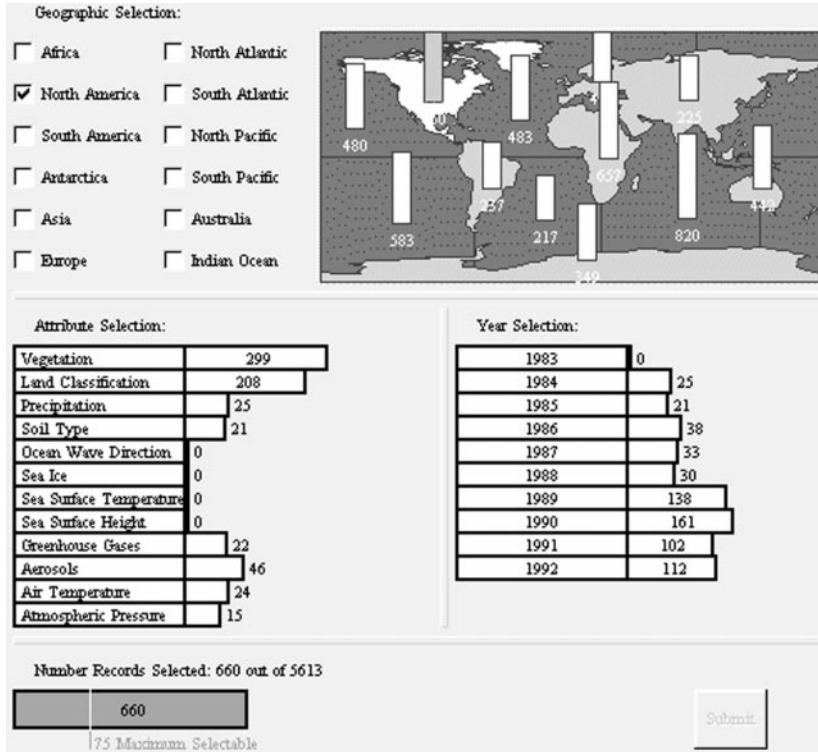 Geographic Selection:
Africa
North Atlantic
North America
South Atlantic
South America
North Pacific
Antarctica
South Pacific
Asia
Australia
Europe
Indian Ocean
480
483
225
657
237
583
217
820
349
Attribute Selection:
Vegetation 299
Land Classification 208
Precipitation 25
Soil Type 21
Ocean Wave Direction 0
Sea Ice 0
Sea Surface Temperature 0
Sea Surface Height 0
Greenhouse Gases 22
Aerosols 46
Air Temperature 24
Atmospheric Pressure 15
Year Selection:
1983 0
1984 25
1985 21
1986 38
1987 33
1988 30
1989 138
1990 161
1991 102
1992 112
Number Records Selected: 660 out of 5613
660
75 Maximum Selectable
Submit